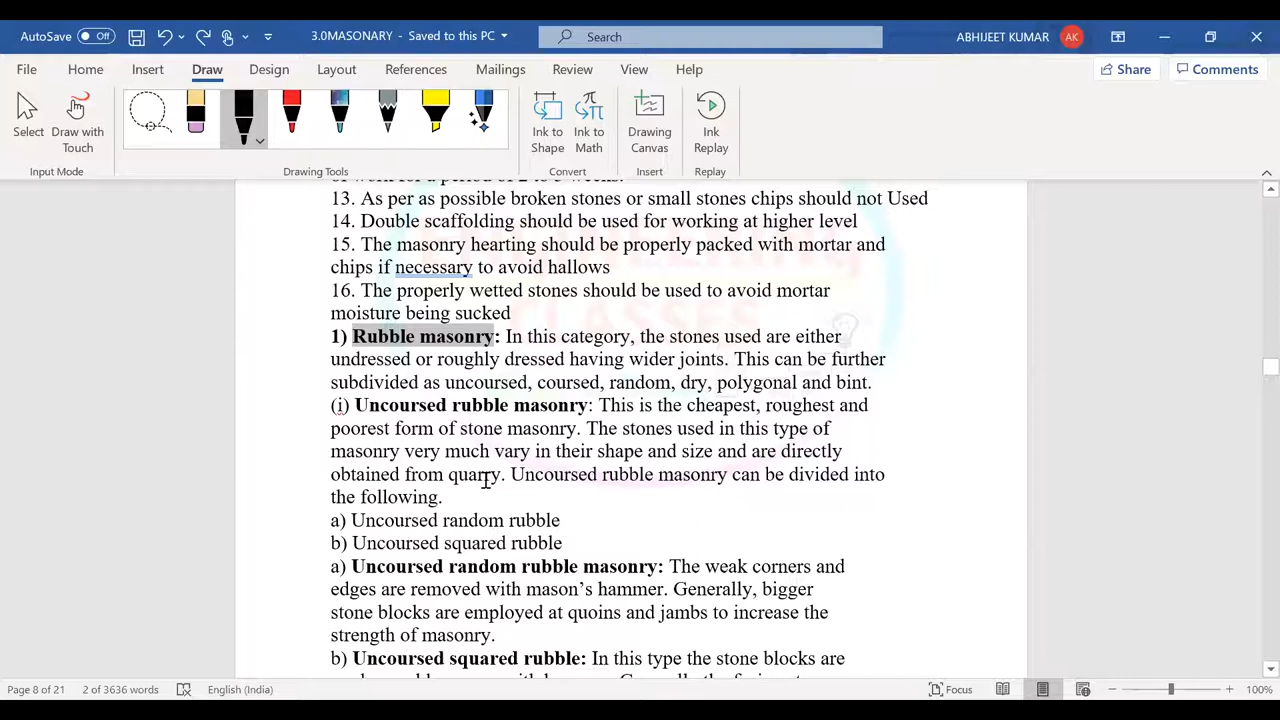 AutoSave Off 3.0MASONARY - Saved to this PC Search ABHIJEET KUMAR AK
File Home Insert Draw Design Layout References Mailings Review View Help Share Comments
Select Draw with Touch Ink to Shape Ink to Math Drawing Canvas Ink Replay
Input Mode Drawing Tools Convert Insert Replay
13. As per as possible broken stones or small stones chips should not Used
14. Double scaffolding should be used for working at higher level
15. The masonry hearting should be properly packed with mortar and
chips if necessary to avoid hallows
16. The properly wetted stones should be used to avoid mortar
moisture being sucked
1) Rubble masonry: In this category, the stones used are either
undressed or roughly dressed having wider joints. This can be further
subdivided as uncoursed, coursed, random, dry, polygonal and bint.
(i) Uncoursed rubble masonry: This is the cheapest, roughest and
poorest form of stone masonry. The stones used in this type of
masonry very much vary in their shape and size and are directly
obtained from quarry. Uncoursed rubble masonry can be divided into
the following.
a) Uncoursed random rubble
b) Uncoursed squared rubble
a) Uncoursed random rubble masonry: The weak corners and
edges are removed with mason's hammer. Generally, bigger
stone blocks are employed at quoins and jambs to increase the
strength of masonry.
b) Uncoursed squared rubble: In this type the stone blocks are
Page 8 of 21 2 of 3636 words English (India) Focus 100%